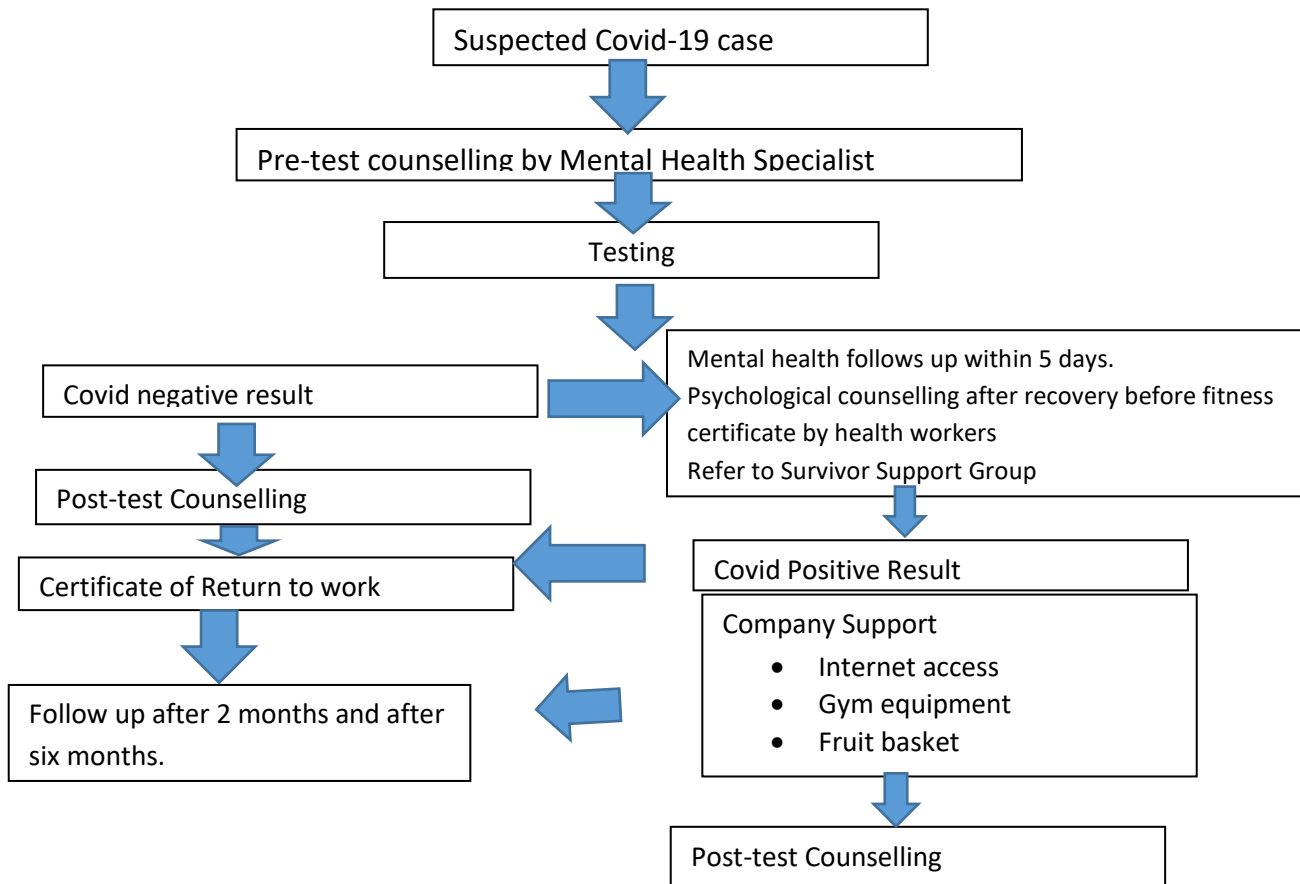 Suspected Covid-19 case
Pre-test counselling by Mental Health Specialist
Testing
Mental health follows up within 5 days.
Psychological counselling after recovery before fitness
certificate by health workers
Refer to Survivor Support Group
Covid negative result
Post-test Counselling
Certificate of Return to work
Covid Positive Result
Company Support
• Internet access
• Gym equipment
• Fruit basket
Follow up after 2 months and after
six months.
Post-test Counselling